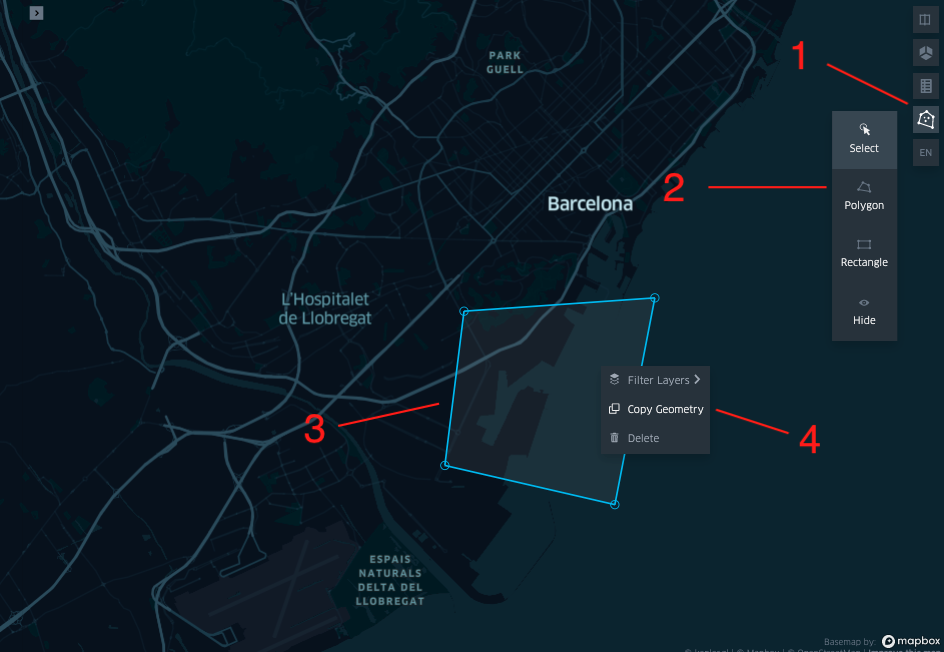 1
PARK
GUELL
Select
EN
2
Polygon
Barcelona
Rectangle
L'Hospitalet
de Llobregat
Hide
Filter Layers
Copy Geometry
3
4
Delete
ESPAIS
NATURALS
DELTA DEL
LLOBREGAT
Basemap by:
mapbox